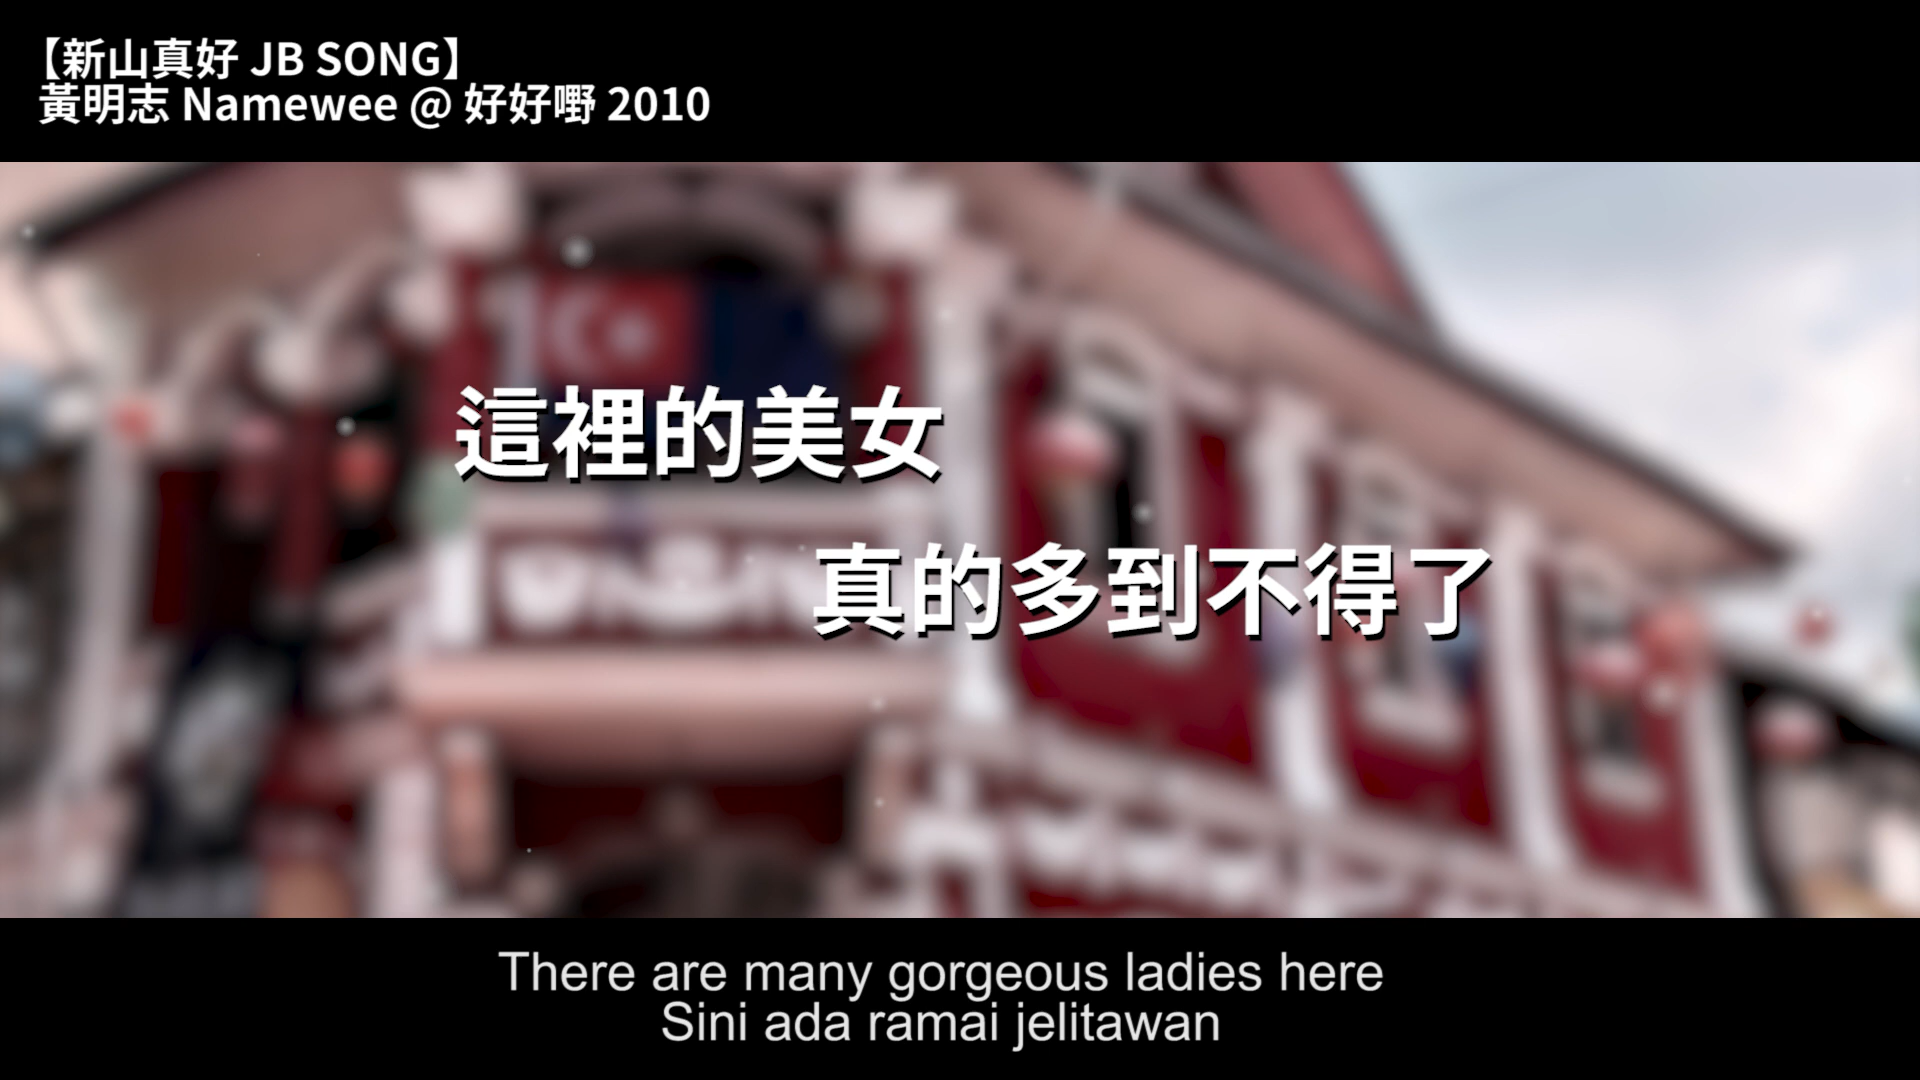 【新山真好 JB SONG】
黃明志 Namewee @ 好好嘢 2010
這裡的美女
真的多到不得了
There are many gorgeous ladies here
Sini ada ramai jelitawan